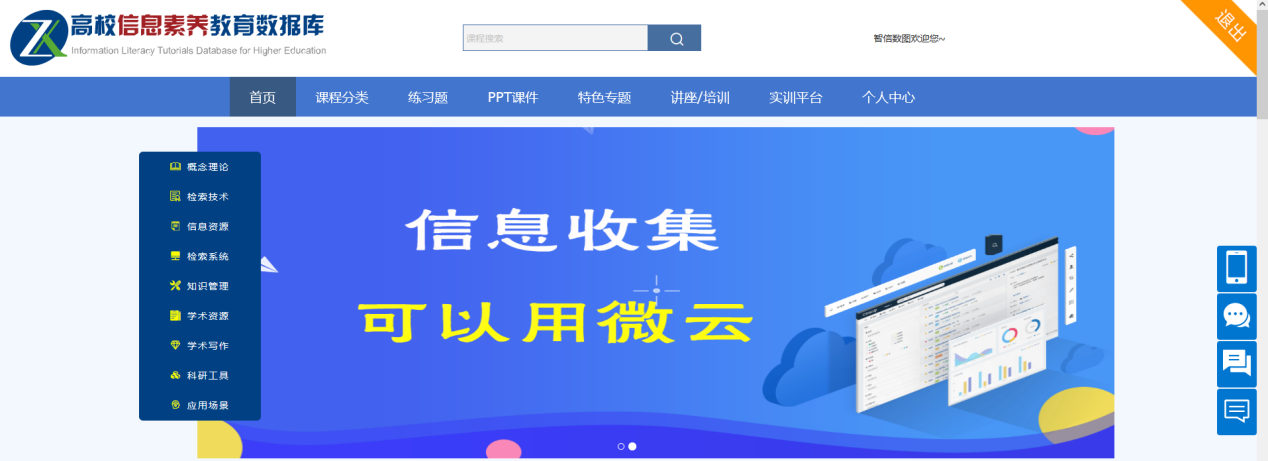 高校信息素养教育数据库
Information Literacy Tutorials Database for Higher Education
课程搜索
智信数图欢迎您~
退出
首页 课程分类 练习题 PPT课件 特色专题 讲座/培训 实训平台 个人中心
概念理论
检索技术
信息资源
检索系统
知识管理
学术资源
学术写作
科研工具
应用场景
信息收集
可以用微云